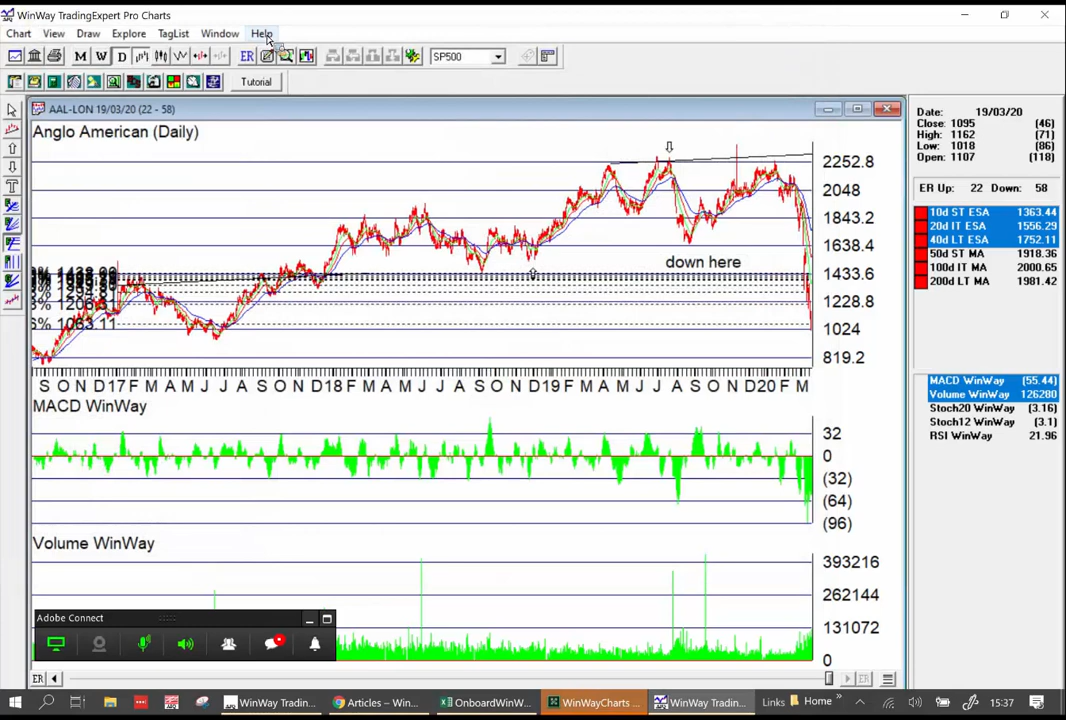 WinWay TradingExpert Pro Charts
Chart View Draw Explore TagList Window Help
M W D ER SP500
Tutorial
AAL-LON 19/03/20 (22 - 58)
Anglo American (Daily)
2252.8
2048
1843.2
1638.4
down here
1433.6
1228.8
6% 1063.11
1024
819.2
S O N D 17 F M A M J J A S O N D 18 F M A M J J A S O N D 19 F M A M J J A S O N D 20 F M
MACD WinWay
32
0
(32)
(64)
(96)
Volume WinWay
393216
262144
131072
0
Date: 19/03/20
Close: 1095 (46)
High: 1162 (71)
Low: 1018 (86)
Open: 1107 (118)
ER Up: 22 Down: 58
10d ST ESA 1363.44
20d IT ESA 1556.29
40d LT ESA 1752.11
50d ST MA 1918.36
100d IT MA 2000.65
200d LT MA 1981.42
MACD WinWay (55.44)
Volume WinWay 126280
Stoch20 WinWay (3.16)
Stoch12 WinWay (3.1)
RSI WinWay 21.96
Adobe Connect
ER ER
WinWay Tradin... Articles – Win... OnboardWinW... WinWayCharts ... WinWay Tradin... Links Home » 15:37